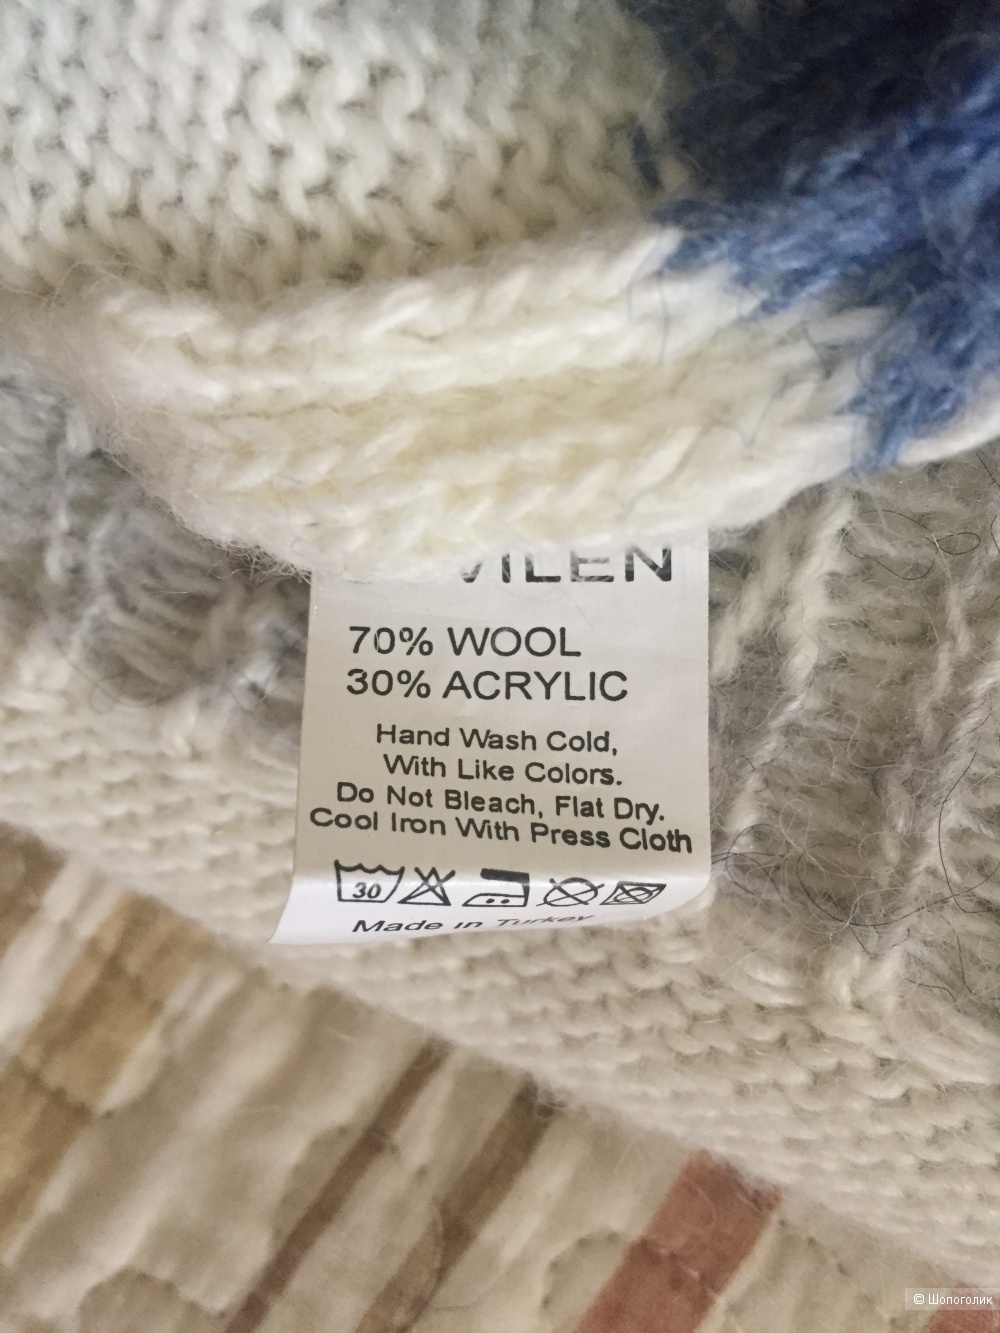 70% WOOL
30% ACRYLIC
Hand Wash Cold,
With Like Colors.
Do Not Bleach, Flat Dry.
Cool Iron With Press Cloth
30
Made in Turkey
© Шопоголик